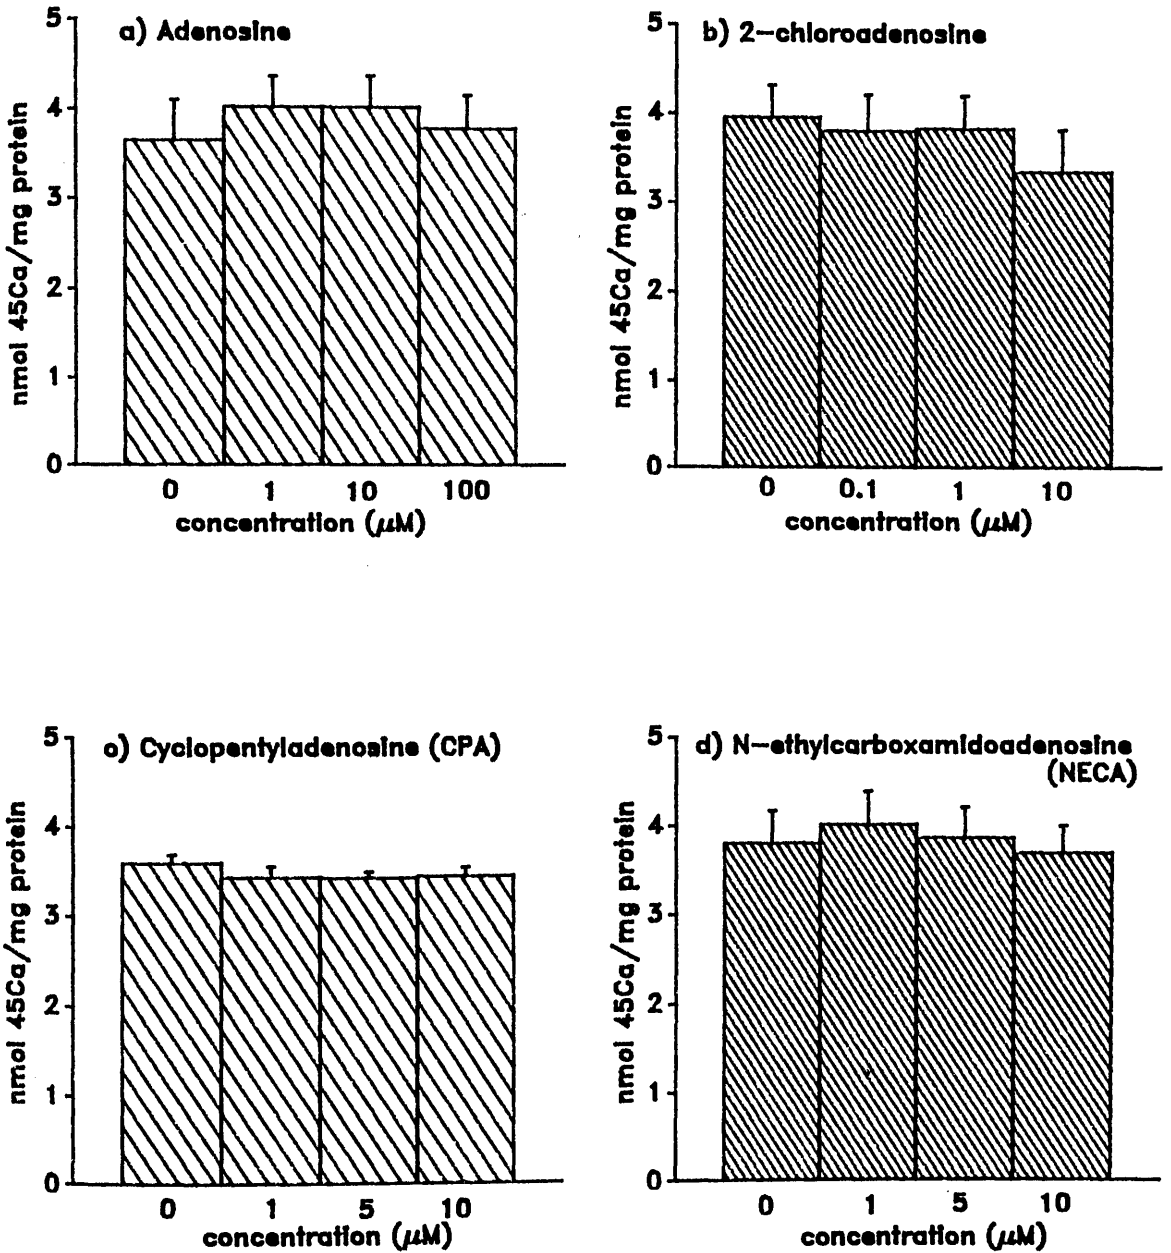 a) Adenosine
5
4
3
2
1
0
nmol 45Ca/mg protein
0 1 10 100
concentration (μM)
b) 2-chloroadenosine
5
4
3
2
1
0
nmol 45Ca/mg protein
0 0.1 1 10
concentration (μM)
c) Cyclopentyladenosine (CPA)
5
4
3
2
1
0
nmol 45Ca/mg protein
0 1 5 10
concentration (μM)
d) N-ethylcarboxamidoadenosine
(NECA)
5
4
3
2
1
0
nmol 45Ca/mg protein
0 1 5 10
concentration (μM)